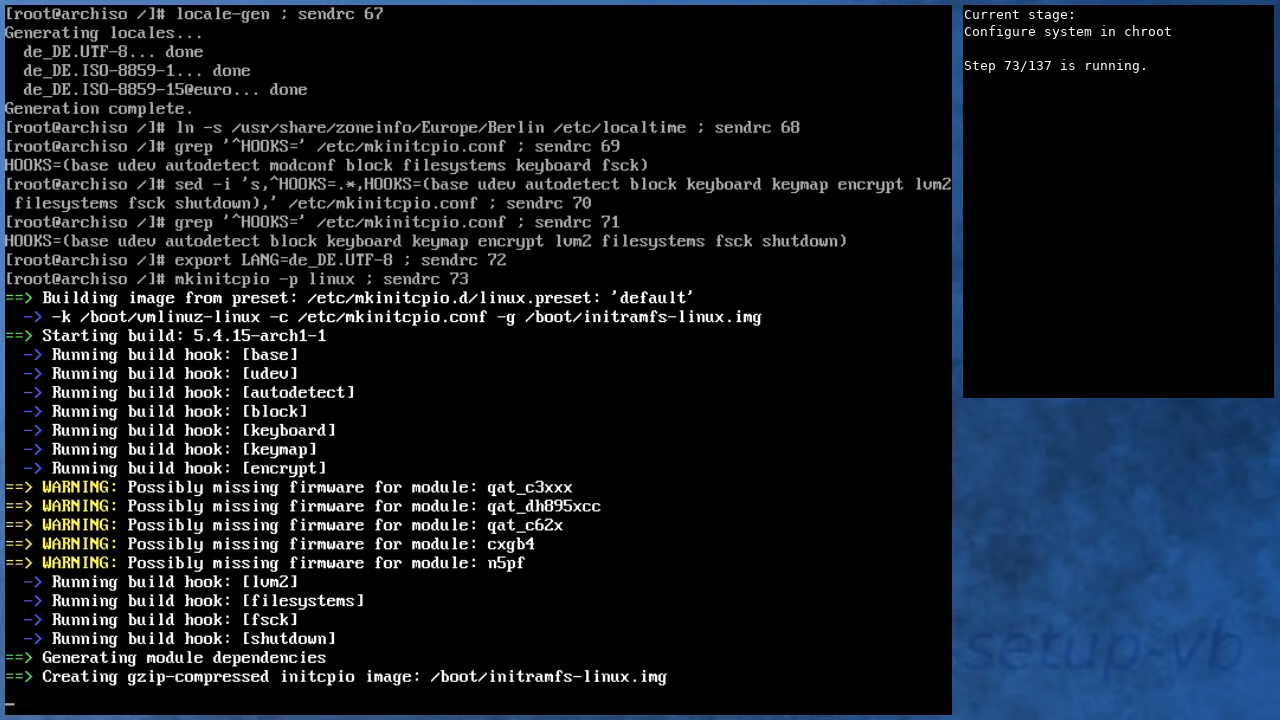 [root@archiso /]# locale-gen ; sendrc 67
Generating locales...
  de_DE.UTF-8... done
  de_DE.ISO-8859-1... done
  de_DE.ISO-8859-15@euro... done
Generation complete.
[root@archiso /]# ln -s /usr/share/zoneinfo/Europe/Berlin /etc/localtime ; sendrc 68
[root@archiso /]# grep '^HOOKS=' /etc/mkinitcpio.conf ; sendrc 69
HOOKS=(base udev autodetect modconf block filesystems keyboard fsck)
[root@archiso /]# sed -i 's,^HOOKS=.*,HOOKS=(base udev autodetect block keyboard keymap encrypt lvm2
 filesystems fsck shutdown),' /etc/mkinitcpio.conf ; sendrc 70
[root@archiso /]# grep '^HOOKS=' /etc/mkinitcpio.conf ; sendrc 71
HOOKS=(base udev autodetect block keyboard keymap encrypt lvm2 filesystems fsck shutdown)
[root@archiso /]# export LANG=de_DE.UTF-8 ; sendrc 72
[root@archiso /]# mkinitcpio -p linux ; sendrc 73
==> Building image from preset: /etc/mkinitcpio.d/linux.preset: 'default'
  -> -k /boot/vmlinuz-linux -c /etc/mkinitcpio.conf -g /boot/initramfs-linux.img
==> Starting build: 5.4.15-arch1-1
  -> Running build hook: [base]
  -> Running build hook: [udev]
  -> Running build hook: [autodetect]
  -> Running build hook: [block]
  -> Running build hook: [keyboard]
  -> Running build hook: [keymap]
  -> Running build hook: [encrypt]
==> WARNING: Possibly missing firmware for module: qat_c3xxx
==> WARNING: Possibly missing firmware for module: qat_dh895xcc
==> WARNING: Possibly missing firmware for module: qat_c62x
==> WARNING: Possibly missing firmware for module: cxgb4
==> WARNING: Possibly missing firmware for module: n5pf
  -> Running build hook: [lvm2]
  -> Running build hook: [filesystems]
  -> Running build hook: [fsck]
  -> Running build hook: [shutdown]
==> Generating module dependencies
==> Creating gzip-compressed initcpio image: /boot/initramfs-linux.img
Current stage:
Configure system in chroot
Step 73/137 is running.
setup-vb